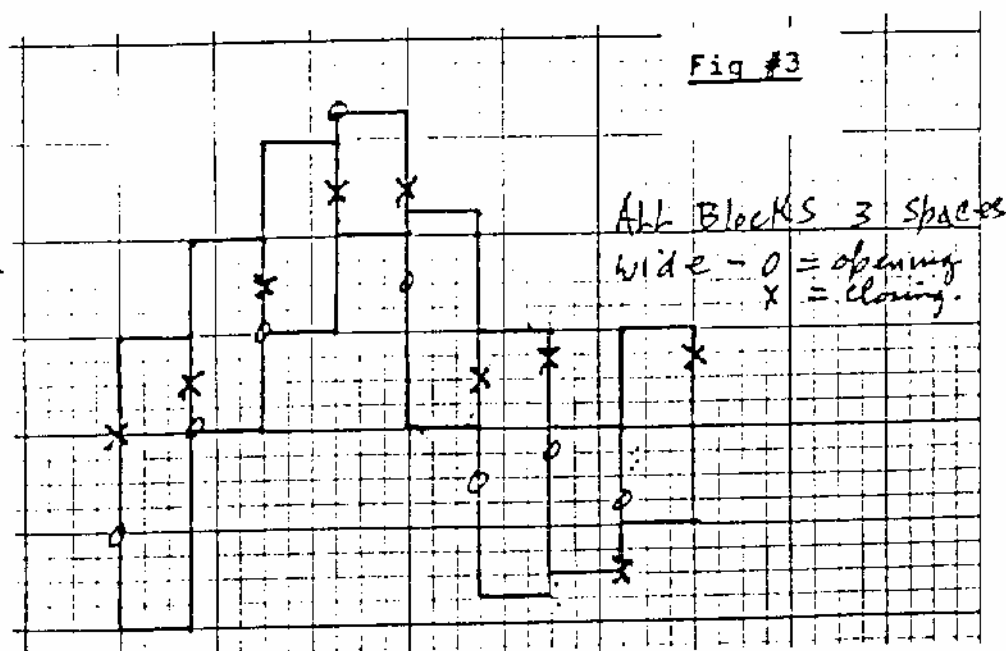 Fig #3
ALL BlocKS 3 Spaces
wide - 0 = opening
X = closing.